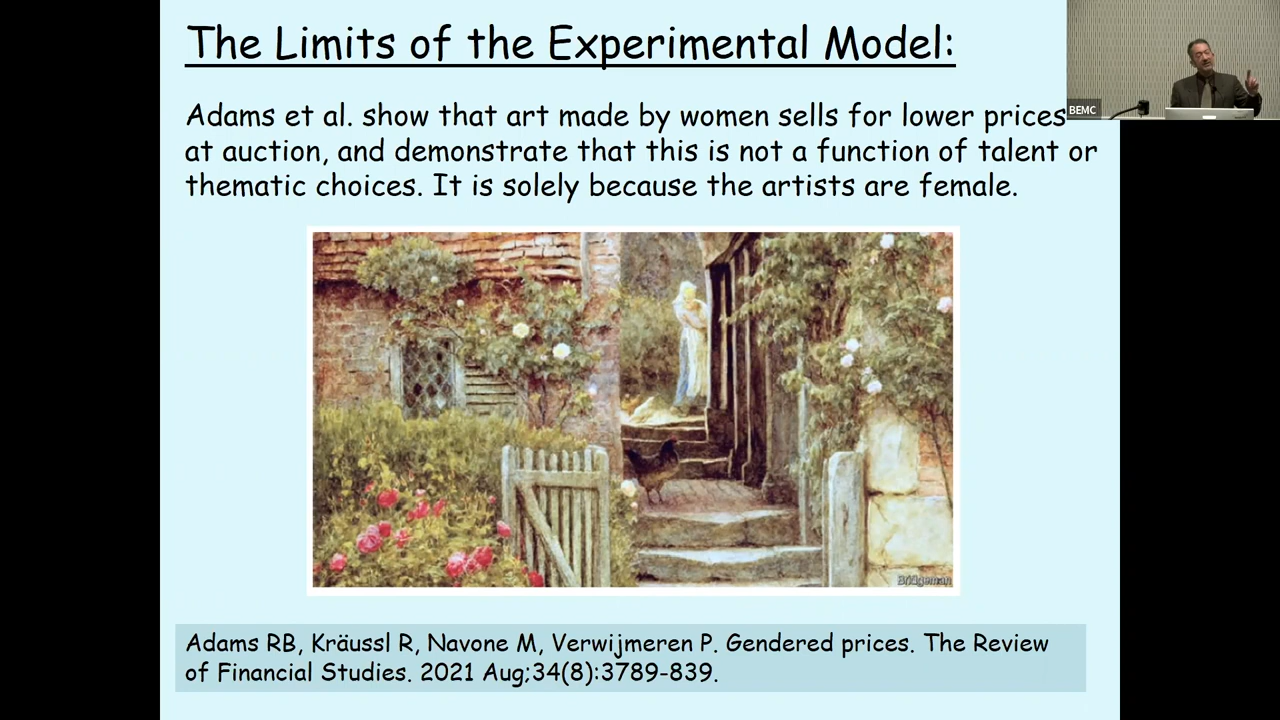 The Limits of the Experimental Model:
Adams et al. show that art made by women sells for lower prices
at auction, and demonstrate that this is not a function of talent or
thematic choices. It is solely because the artists are female.
BEMC
Bridgeman
Adams RB, Kräussl R, Navone M, Verwijmeren P. Gendered prices. The Review
of Financial Studies. 2021 Aug;34(8):3789-839.